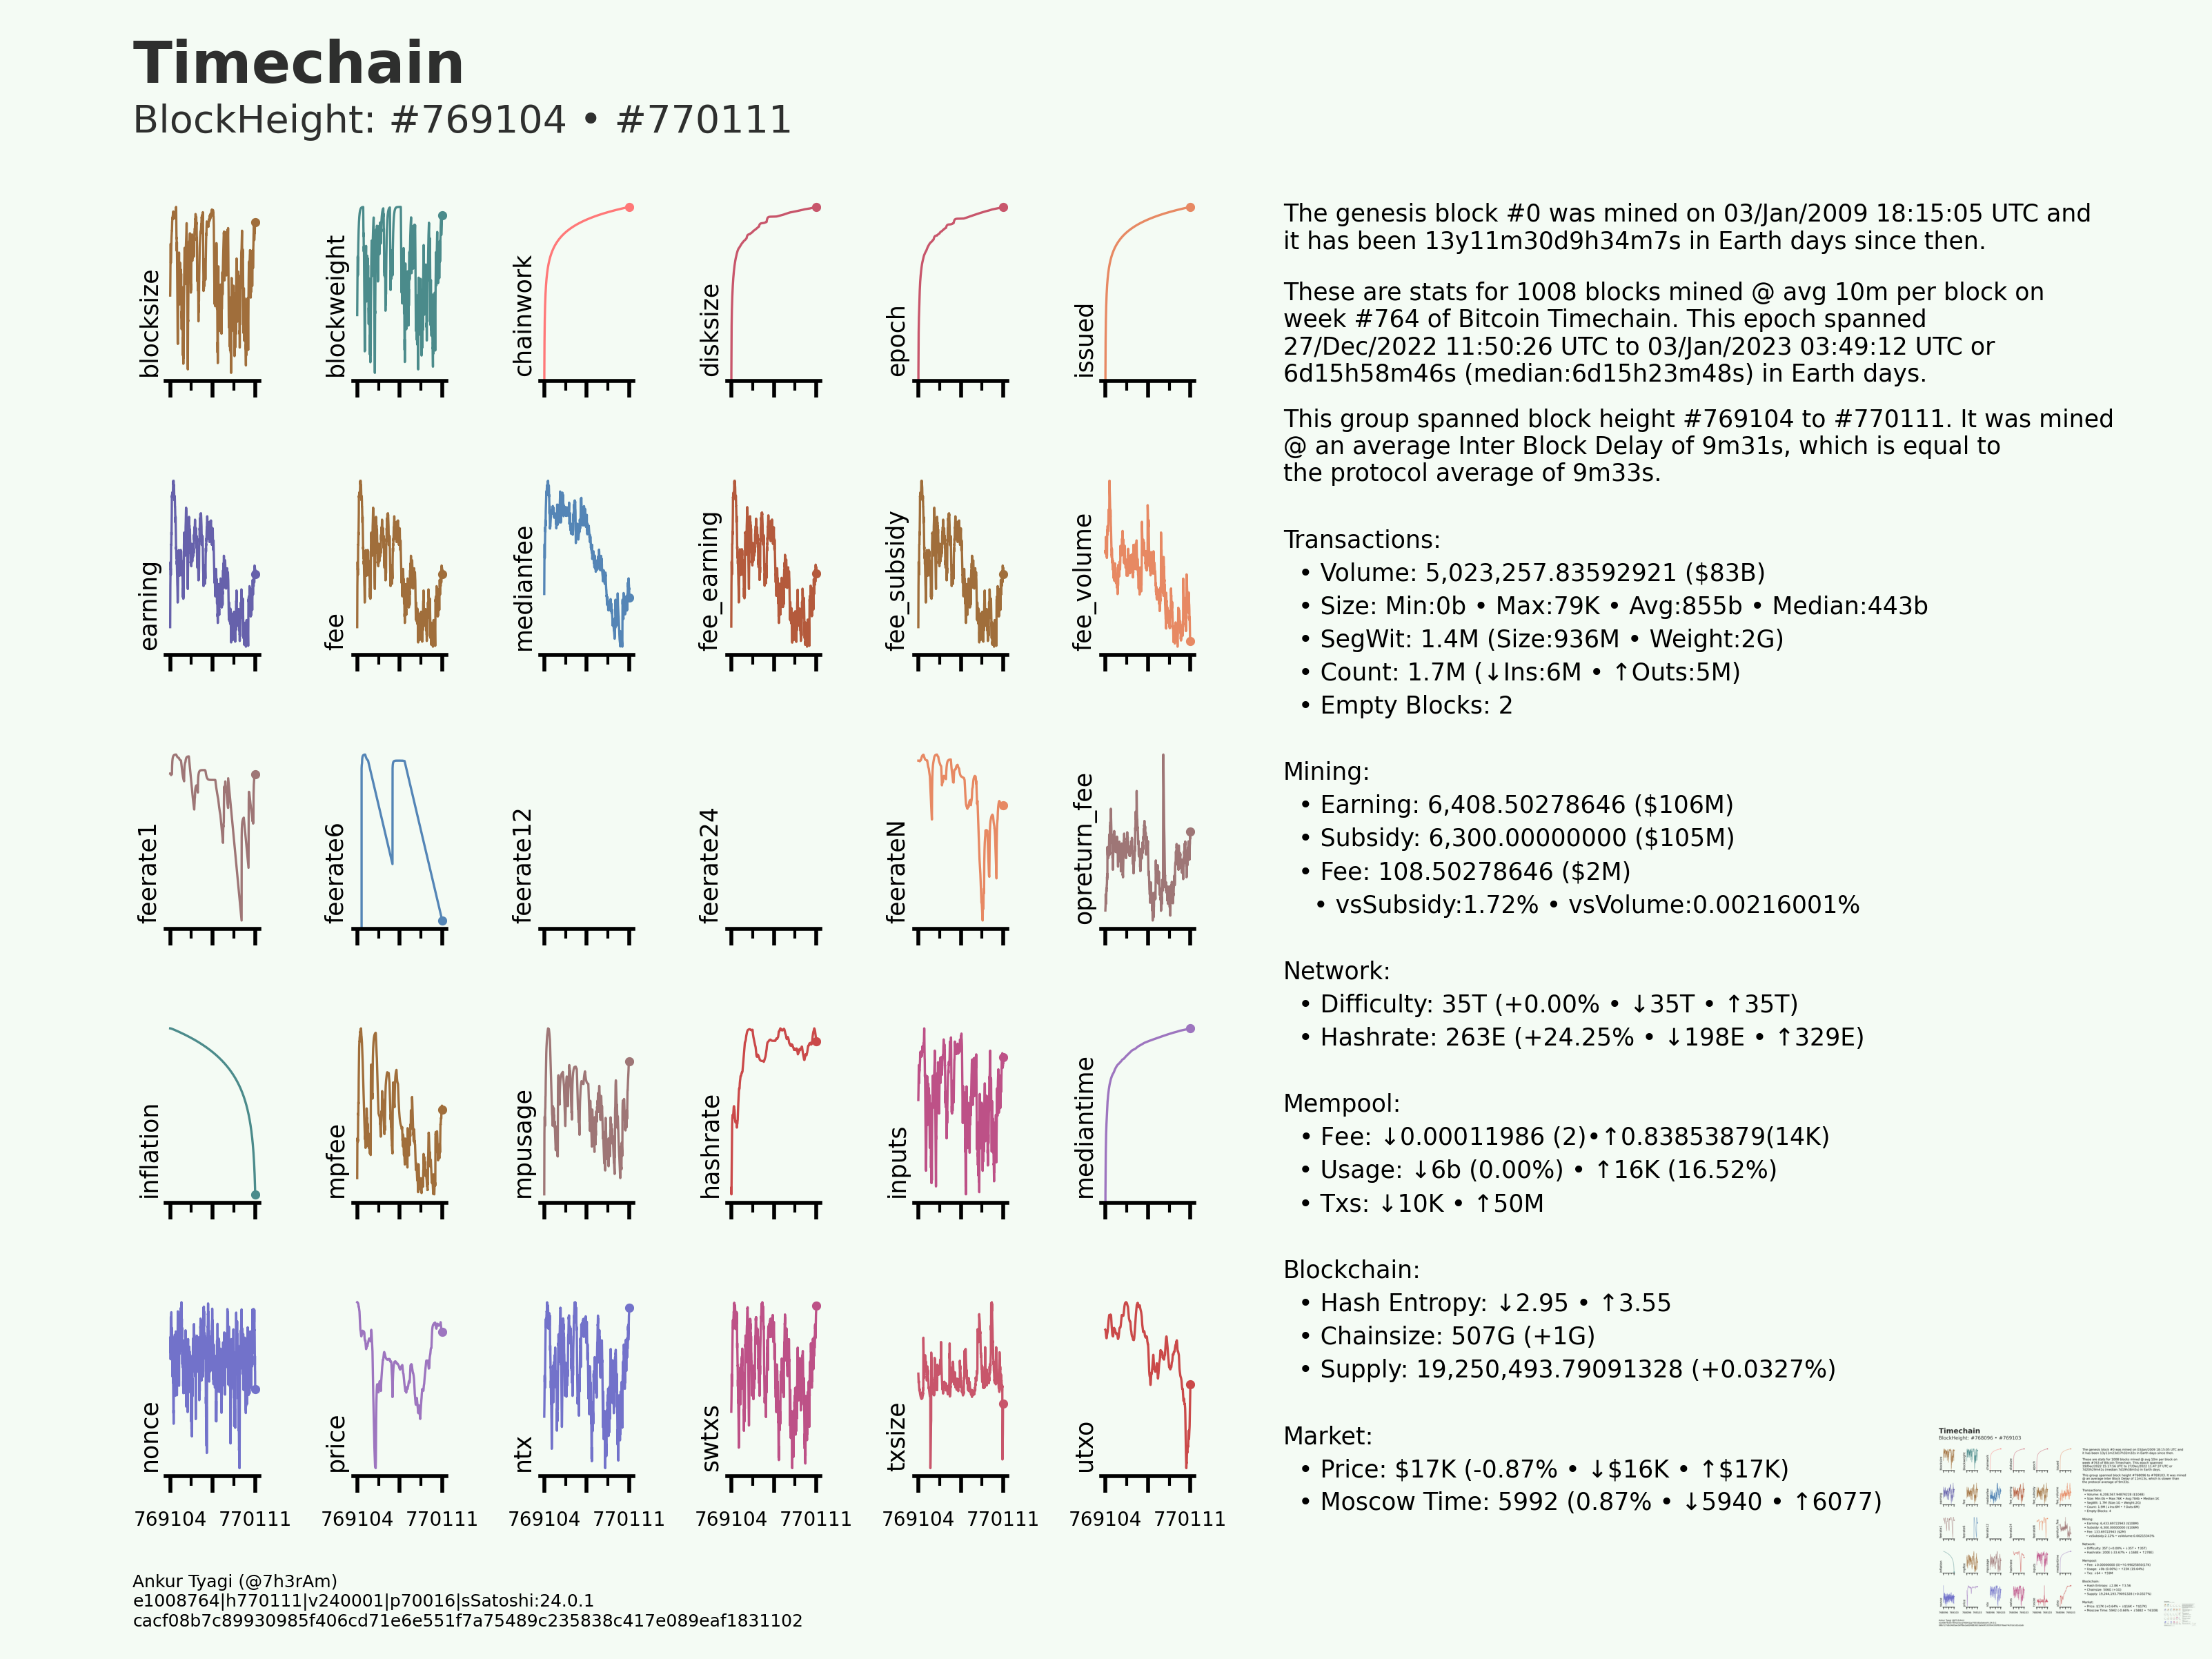 Timechain
BlockHeight: #769104 • #770111
blocksize
blockweight
chainwork
disksize
epoch
issued
earning
fee
medianfee
fee_earning
fee_subsidy
fee_volume
feerate1
feerate6
feerate12
feerate24
feerateN
opreturn_fee
inflation
mpfee
mpusage
hashrate
inputs
mediantime
nonce
price
ntx
swtxs
txsize
utxo
769104 770111 769104 770111 769104 770111 769104 770111 769104 770111 769104 770111
The genesis block #0 was mined on 03/Jan/2009 18:15:05 UTC and
it has been 13y11m30d9h34m7s in Earth days since then.
These are stats for 1008 blocks mined @ avg 10m per block on
week #764 of Bitcoin Timechain. This epoch spanned
27/Dec/2022 11:50:26 UTC to 03/Jan/2023 03:49:12 UTC or
6d15h58m46s (median:6d15h23m48s) in Earth days.
This group spanned block height #769104 to #770111. It was mined
@ an average Inter Block Delay of 9m31s, which is equal to
the protocol average of 9m33s.
Transactions:
• Volume: 5,023,257.83592921 ($83B)
• Size: Min:0b • Max:79K • Avg:855b • Median:443b
• SegWit: 1.4M (Size:936M • Weight:2G)
• Count: 1.7M (↓Ins:6M • ↑Outs:5M)
• Empty Blocks: 2
Mining:
• Earning: 6,408.50278646 ($106M)
• Subsidy: 6,300.00000000 ($105M)
• Fee: 108.50278646 ($2M)
• vsSubsidy:1.72% • vsVolume:0.00216001%
Network:
• Difficulty: 35T (+0.00% • ↓35T • ↑35T)
• Hashrate: 263E (+24.25% • ↓198E • ↑329E)
Mempool:
• Fee: ↓0.00011986 (2)•↑0.83853879(14K)
• Usage: ↓6b (0.00%) • ↑16K (16.52%)
• Txs: ↓10K • ↑50M
Blockchain:
• Hash Entropy: ↓2.95 • ↑3.55
• Chainsize: 507G (+1G)
• Supply: 19,250,493.79091328 (+0.0327%)
Market:
• Price: $17K (-0.87% • ↓$16K • ↑$17K)
• Moscow Time: 5992 (0.87% • ↓5940 • ↑6077)
Ankur Tyagi (@7h3rAm)
e1008764|h770111|v240001|p70016|sSatoshi:24.0.1
cacf08b7c89930985f406cd71e6e551f7a75489c235838c417e089eaf1831102
Timechain
BlockHeight: #768096 • #769103